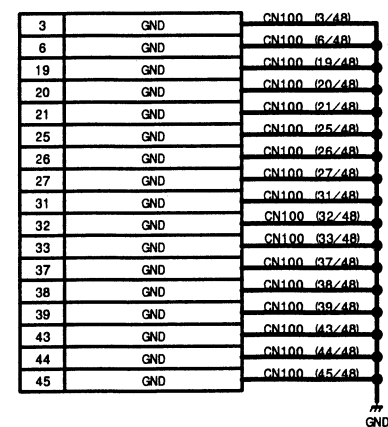 3 GND CN100 (3/48)
6 GND CN100 (6/48)
19 GND CN100 (19/48)
20 GND CN100 (20/48)
21 GND CN100 (21/48)
25 GND CN100 (25/48)
26 GND CN100 (26/48)
27 GND CN100 (27/48)
31 GND CN100 (31/48)
32 GND CN100 (32/48)
33 GND CN100 (33/48)
37 GND CN100 (37/48)
38 GND CN100 (38/48)
39 GND CN100 (39/48)
43 GND CN100 (43/48)
44 GND CN100 (44/48)
45 GND CN100 (45/48)
GND